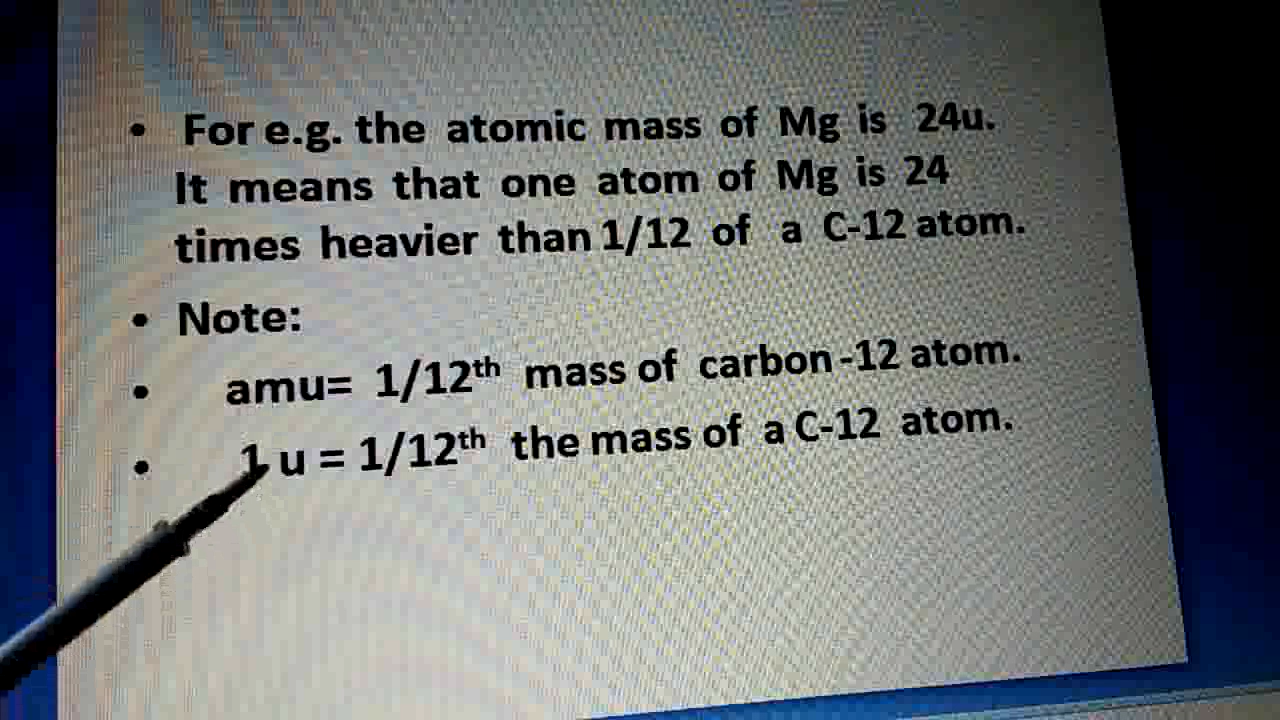 • For e.g. the atomic mass of Mg is 24u.
It means that one atom of Mg is 24
times heavier than 1/12 of a C-12 atom.
• Note:
• amu= 1/12th mass of carbon -12 atom.
• 1 u = 1/12th the mass of a C-12 atom.